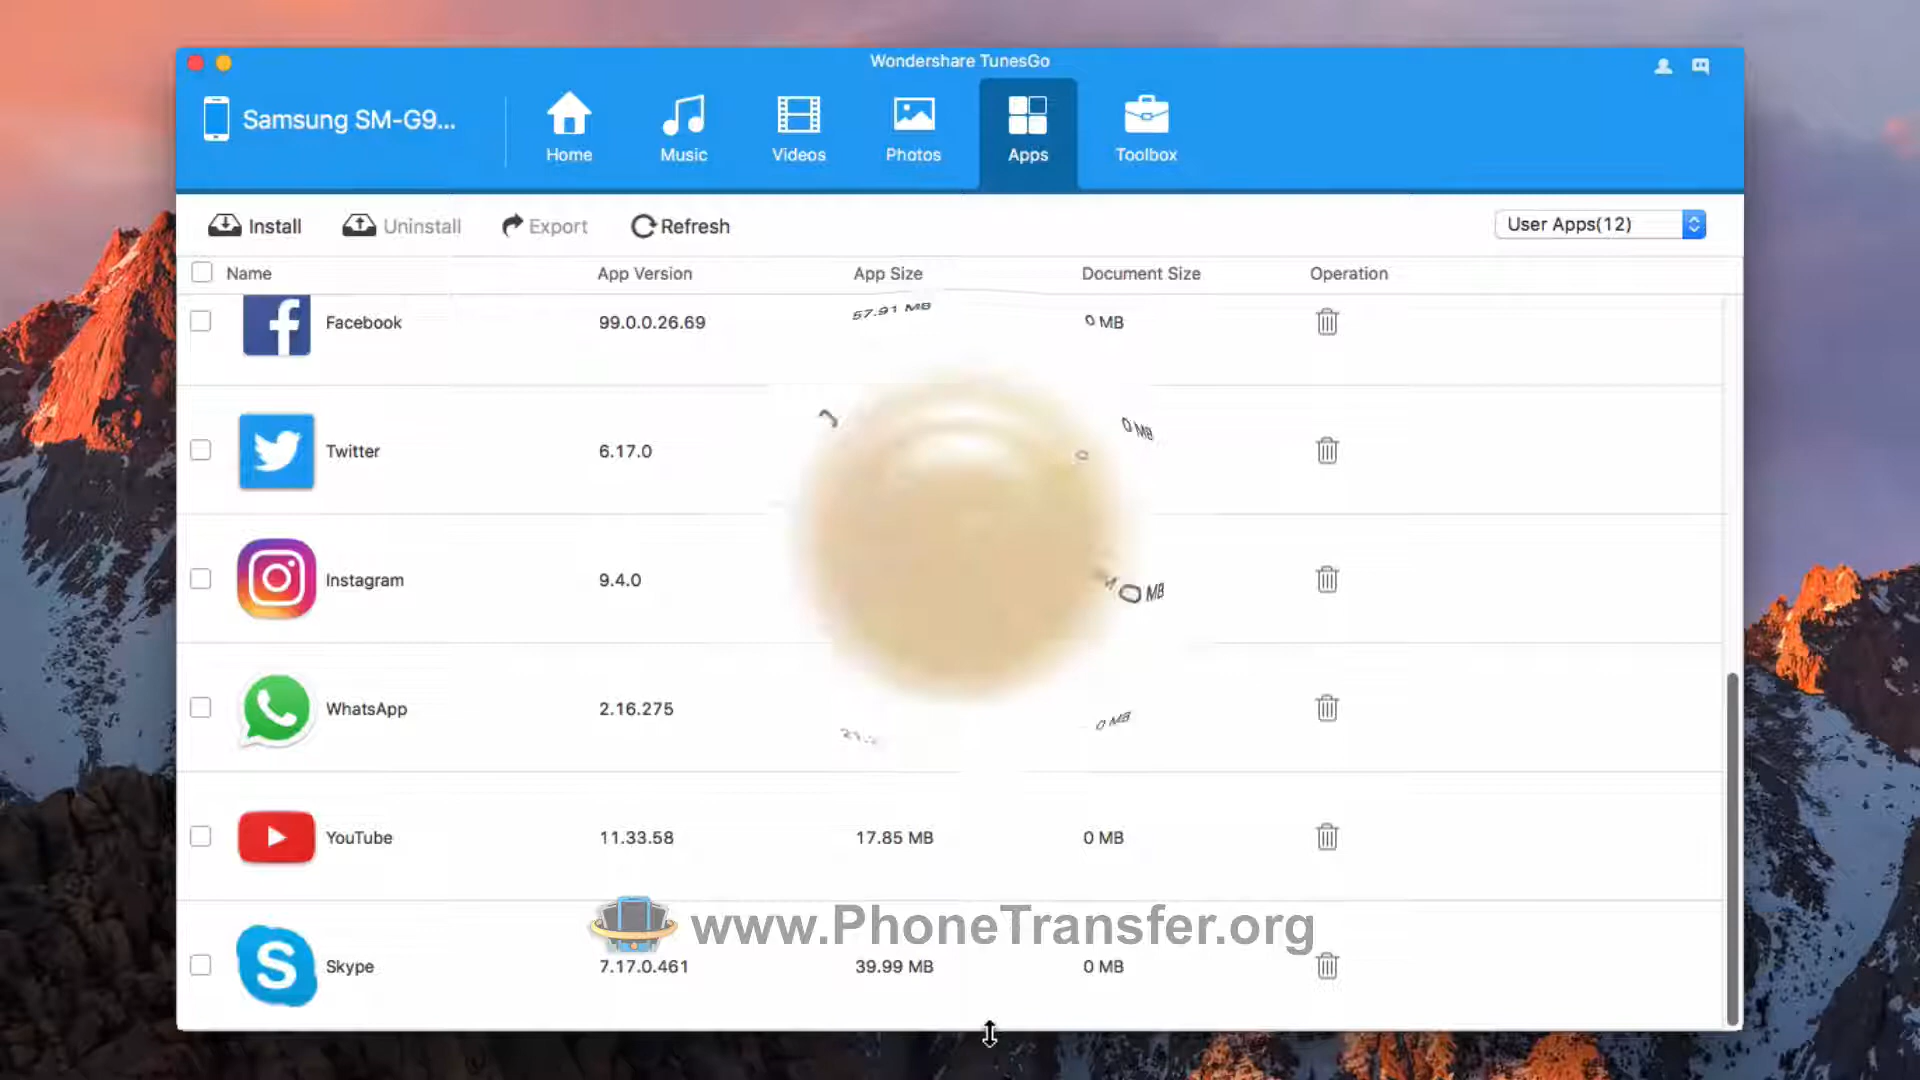 Wondershare TunesGo
Samsung SM-G9...
Home
Music
Videos
Photos
Apps
Toolbox
Install
Uninstall
Export
Refresh
User Apps(12)
Name
App Version
App Size
Document Size
Operation
Facebook
99.0.0.26.69
57.91 MB
0 MB
Twitter
6.17.0
0 MB
Instagram
9.4.0
0 MB
WhatsApp
2.16.275
0 MB
YouTube
11.33.58
17.85 MB
0 MB
www.PhoneTransfer.org
Skype
7.17.0.461
39.99 MB
0 MB